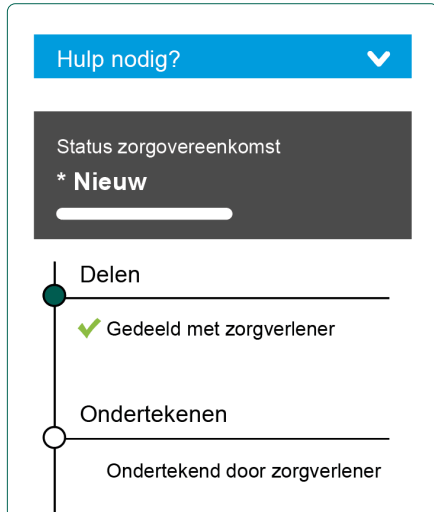 Hulp nodig?
Status zorgovereenkomst
* Nieuw
Delen
Gedeeld met zorgverlener
Ondertekenen
Ondertekend door zorgverlener